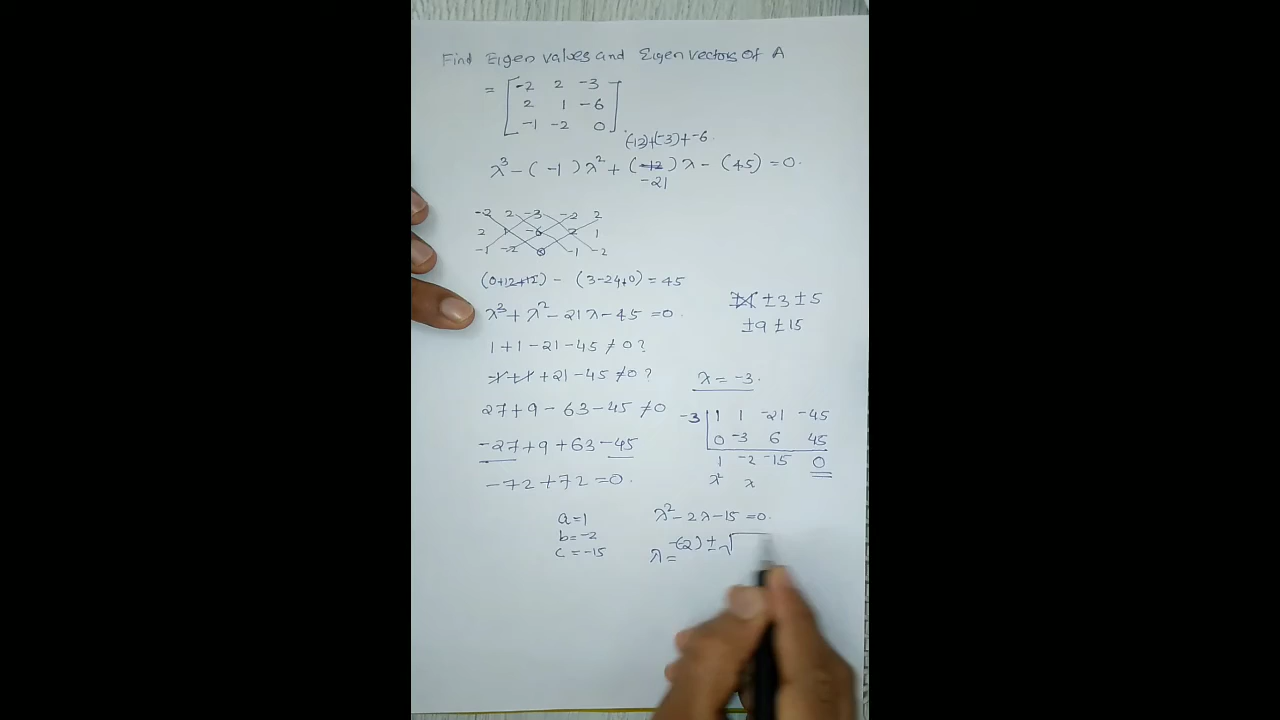 Find Eigen values and Eigen vectors of A
= [ -2 2 -3
2 1 -6
-1 -2 0 ].
(-12)+(-3)+-6
λ³ - ( -1 ) λ² + ( -12 ) λ - (45) = 0.
-21
-2 2 -3 -2 2
2 1 -6 2 1
-1 -2 0 -1 -2
(0+12+12) - (3-24+0) = 45
λ³ + λ² - 21λ - 45 = 0.
±1 ±3 ±5
±9 ±15
1 + 1 - 21 - 45 ≠ 0 ?
-1 + 1 + 21 - 45 ≠ 0 ?
λ = -3.
27 + 9 - 63 - 45 ≠ 0
-3 | 1 1 -21 -45
0 -3 6 45
-27 + 9 + 63 - 45
1 -2 -15 0
λ² λ
-72 + 72 = 0.
λ² - 2λ - 15 = 0.
a = 1
b = -2
c = -15
λ = -(2) ± √